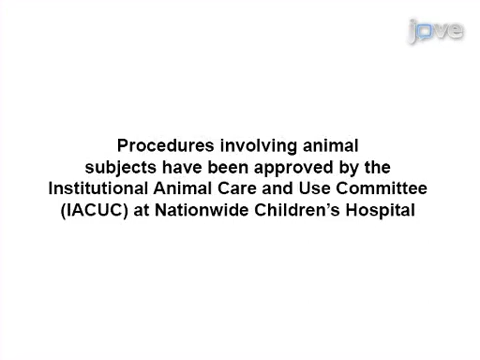 jove
Procedures involving animal
subjects have been approved by the
Institutional Animal Care and Use Committee
(IACUC) at Nationwide Children's Hospital